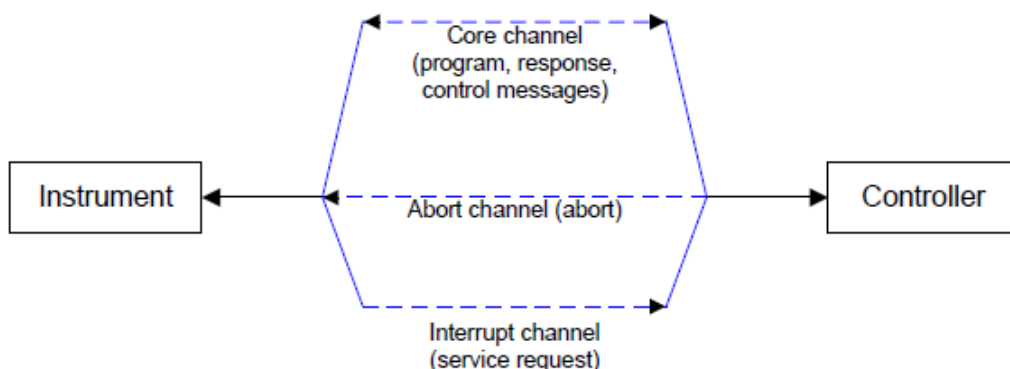 Core channel
(program, response,
control messages)
Instrument
Abort channel (abort)
Controller
Interrupt channel
(service request)